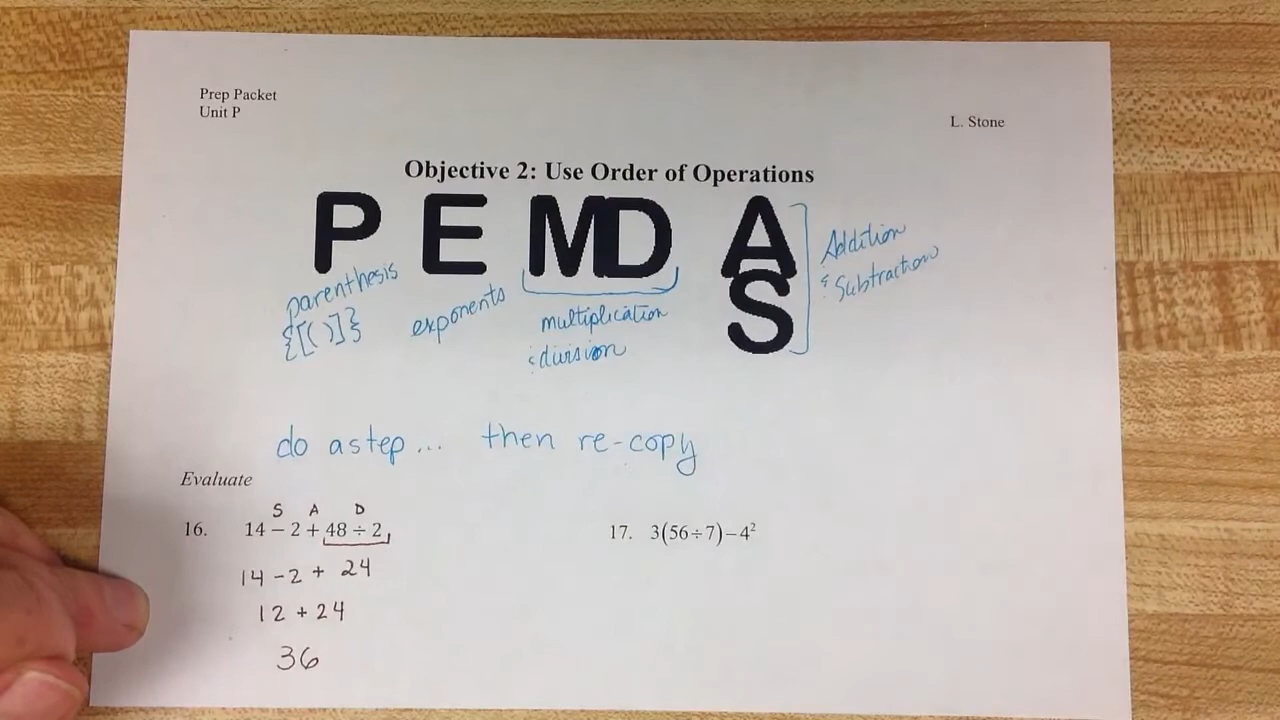 Prep Packet
Unit P
L. Stone
Objective 2: Use Order of Operations
P E MD A
S
parenthesis
{[()]}
exponents
multiplication
& division
Addition
& Subtraction
do a step... then re-copy
Evaluate
S A D
16. 14 − 2 + 48 ÷ 2
14 - 2 + 24
12 + 24
36
17. 3(56÷7)−4²